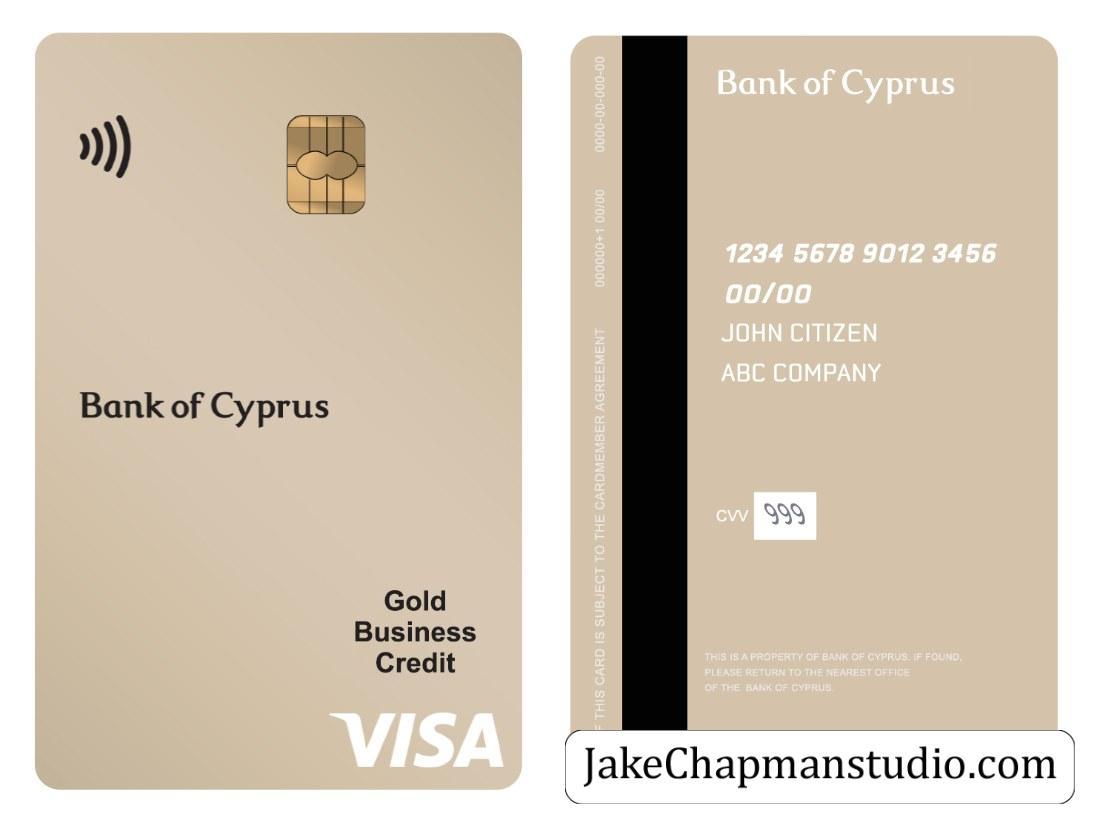 Bank of Cyprus
Gold
Business
Credit
VISA
0000-00-000-00
000000+1 00/00
THIS CARD IS SUBJECT TO THE CARDMEMBER AGREEMENT
Bank of Cyprus
1234 5678 9012 3456
00/00
JOHN CITIZEN
ABC COMPANY
CVV 999
THIS IS A PROPERTY OF BANK OF CYPRUS. IF FOUND,
PLEASE RETURN TO THE NEAREST OFFICE
OF THE BANK OF CYPRUS.
JakeChapmanstudio.com